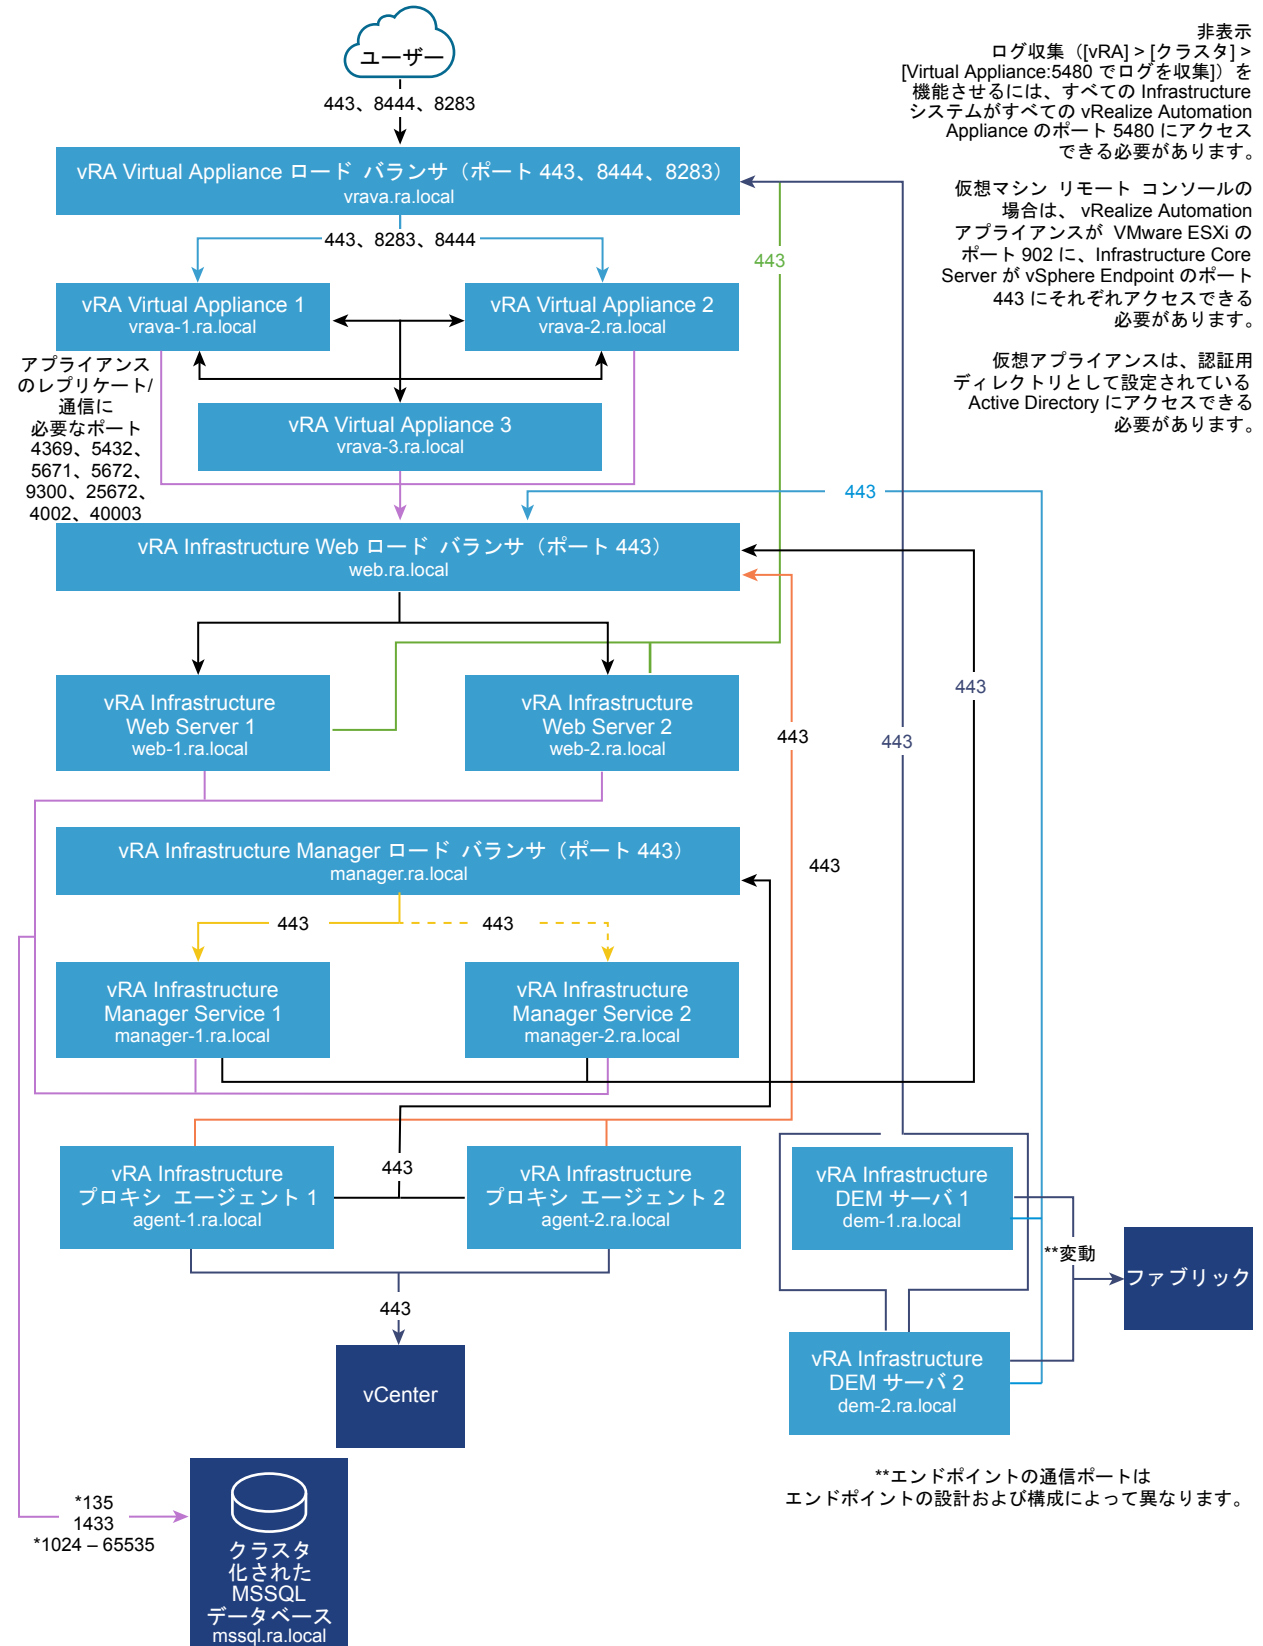 ユーザー
443、8444、8283
非表示
ログ収集（[vRA] > [クラスタ] >
[Virtual Appliance:5480 でログを収集]）を
機能させるには、すべての Infrastructure
システムがすべての vRealize Automation
Appliance のポート 5480 にアクセス
できる必要があります。
仮想マシン リモート コンソールの
場合は、 vRealize Automation
アプライアンスが VMware ESXi の
ポート 902 に、Infrastructure Core
Server が vSphere Endpoint のポート
443 にそれぞれアクセスできる
必要があります。
仮想アプライアンスは、認証用
ディレクトリとして設定されている
Active Directory にアクセスできる
必要があります。
vRA Virtual Appliance ロード バランサ（ポート 443、8444、8283）
vrava.ra.local
443、8283、8444
443
vRA Virtual Appliance 1
vrava-1.ra.local
vRA Virtual Appliance 2
vrava-2.ra.local
アプライアンス
のレプリケート/
通信に
必要なポート
4369、5432、
5671、5672、
9300、25672、
4002、40003
vRA Virtual Appliance 3
vrava-3.ra.local
443
vRA Infrastructure Web ロード バランサ（ポート 443）
web.ra.local
vRA Infrastructure
Web Server 1
web-1.ra.local
vRA Infrastructure
Web Server 2
web-2.ra.local
443
443
443
vRA Infrastructure Manager ロード バランサ（ポート 443）
manager.ra.local
443
443
443
vRA Infrastructure
Manager Service 1
manager-1.ra.local
vRA Infrastructure
Manager Service 2
manager-2.ra.local
vRA Infrastructure
プロキシ エージェント 1
agent-1.ra.local
443
vRA Infrastructure
プロキシ エージェント 2
agent-2.ra.local
vRA Infrastructure
DEM サーバ 1
dem-1.ra.local
**変動
ファブリック
443
vRA Infrastructure
DEM サーバ 2
dem-2.ra.local
vCenter
**エンドポイントの通信ポートは
エンドポイントの設計および構成によって異なります。
*135
1433
*1024 – 65535
クラスタ
化された
MSSQL
データベース
mssql.ra.local